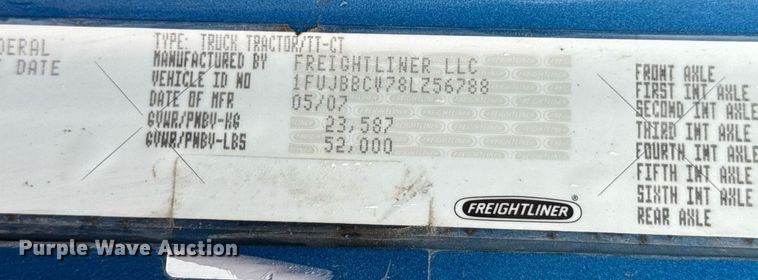 DERAL
E DATE
TYPE: TRUCK TRACTOR/TT-CT
MANUFACTURED BY FREIGHTLINER LLC
VEHICLE ID NO 1FUJBBCV78LZ56788
DATE OF MFR 05/07
GVWR/PNBV-KG 23,587
GVWR/PNBV-LBS 52,000
FRONT AXLE
FIRST INT AXLE
SECOND INT AXLE
THIRD INT AXLE
FOURTH INT AXLE
FIFTH INT AXLE
SIXTH INT AXLE
REAR AXLE
FREIGHTLINER
Purple Wave Auction